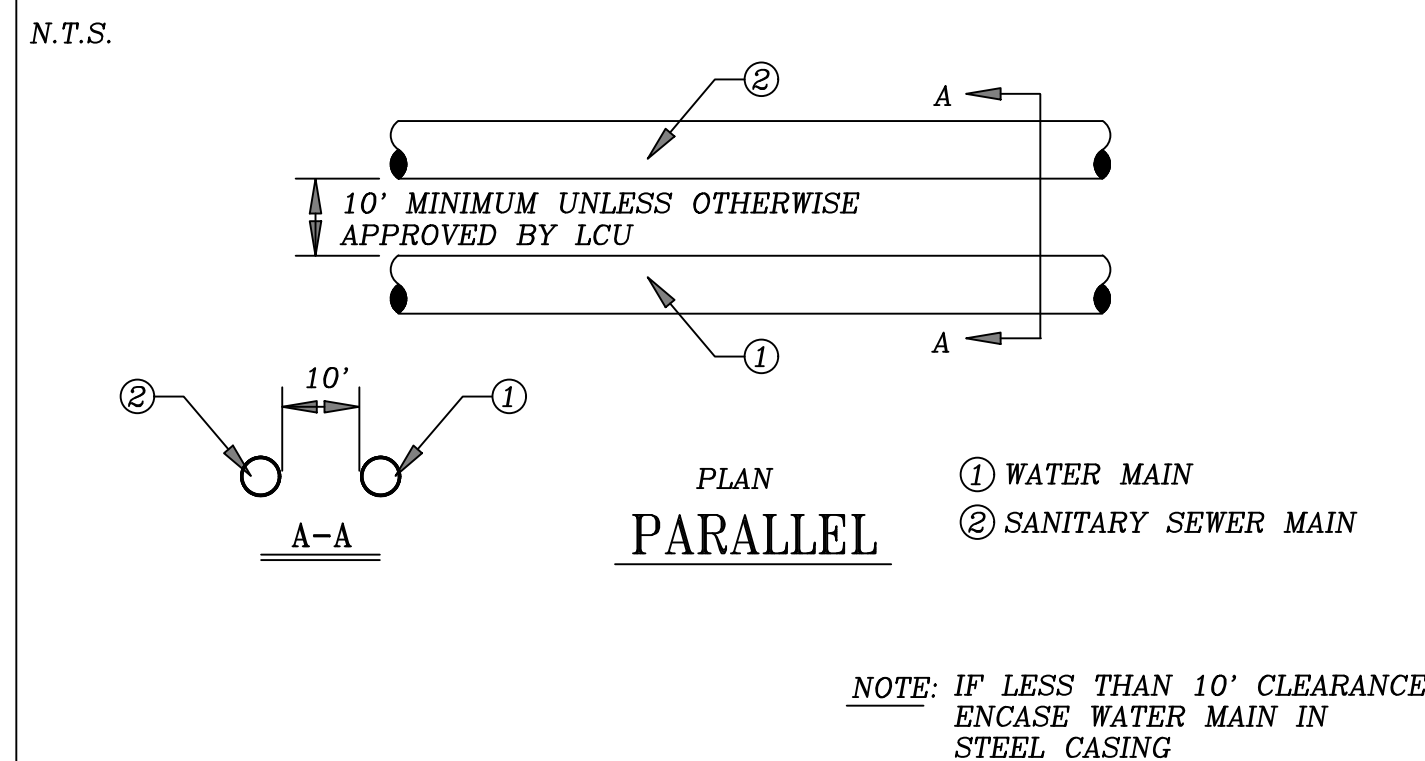 N.T.S.
2
A
10' MINIMUM UNLESS OTHERWISE
APPROVED BY LCU
A
1
10'
2
1
A-A
PLAN
PARALLEL
1 WATER MAIN
2 SANITARY SEWER MAIN
NOTE: IF LESS THAN 10' CLEARANCE
ENCASE WATER MAIN IN
STEEL CASING